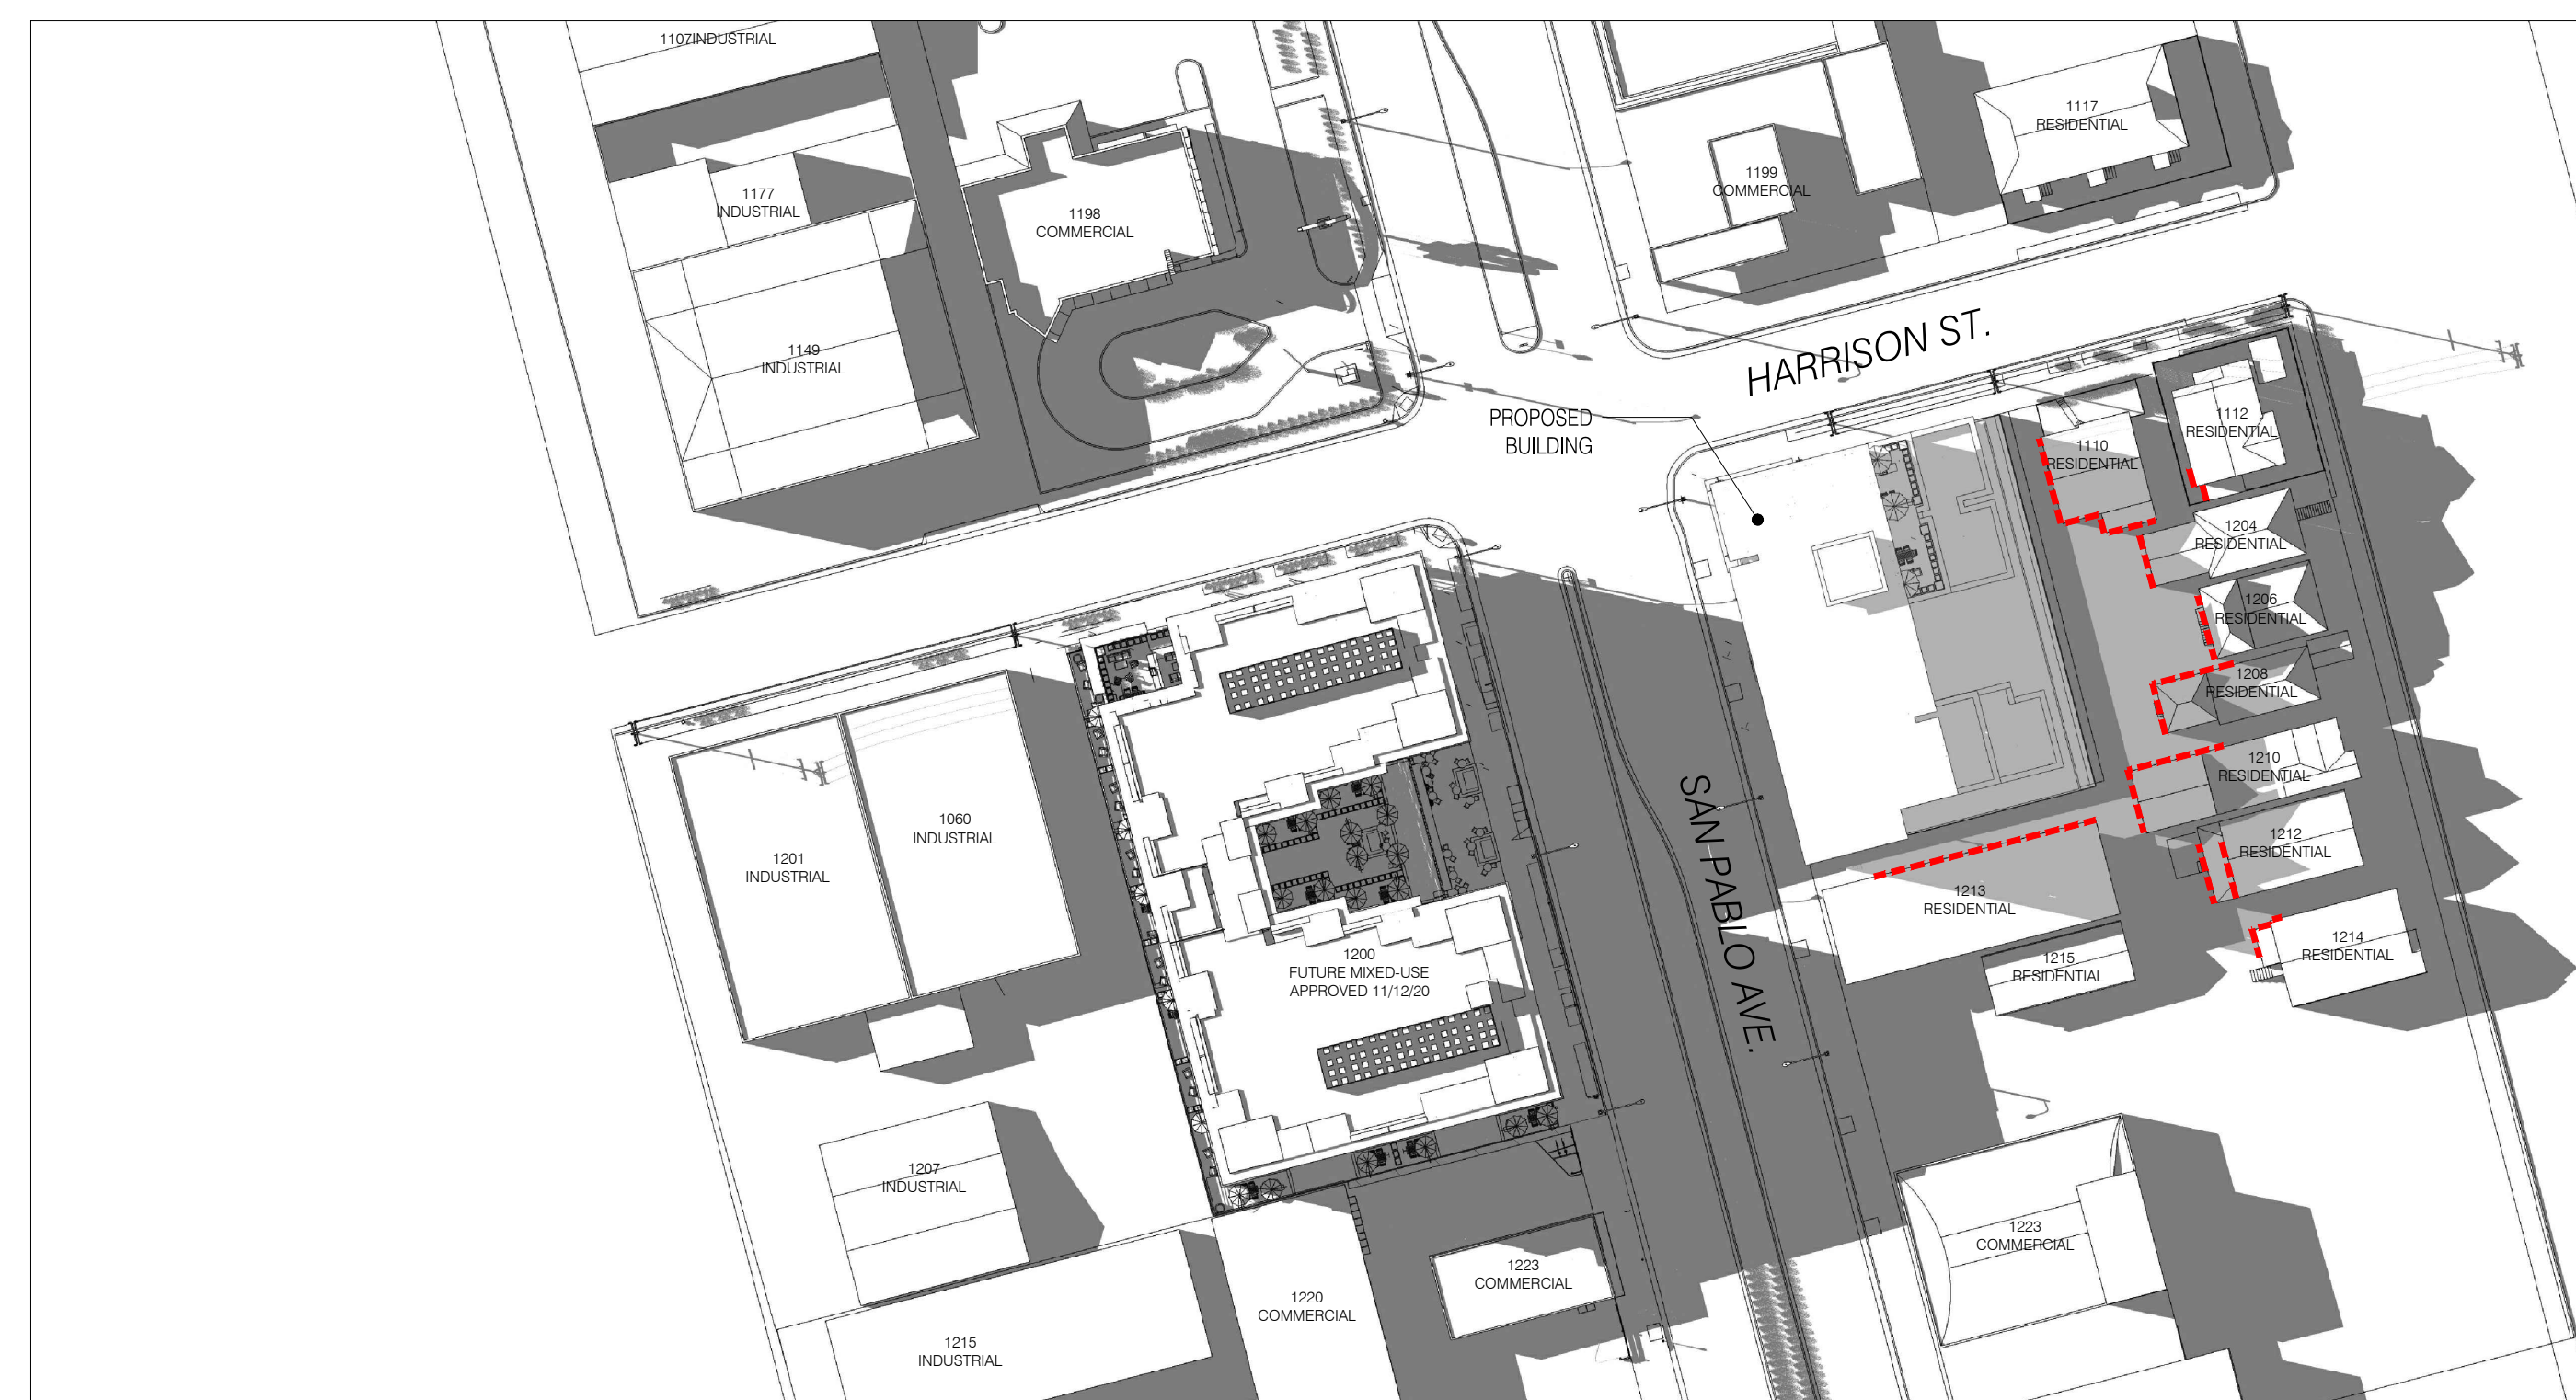 1107INDUSTRIAL
1177
INDUSTRIAL
1198
COMMERCIAL
1149
INDUSTRIAL
1117
RESIDENTIAL
1199
COMMERCIAL
HARRISON ST.
PROPOSED
BUILDING
1112
RESIDENTIAL
1110
RESIDENTIAL
1204
RESIDENTIAL
1206
RESIDENTIAL
1208
RESIDENTIAL
1210
RESIDENTIAL
1212
RESIDENTIAL
1214
RESIDENTIAL
1213
RESIDENTIAL
1215
RESIDENTIAL
SAN PABLO AVE.
1060
INDUSTRIAL
1201
INDUSTRIAL
1200
FUTURE MIXED-USE
APPROVED 11/12/20
1207
INDUSTRIAL
1215
INDUSTRIAL
1220
COMMERCIAL
1223
COMMERCIAL
1223
COMMERCIAL